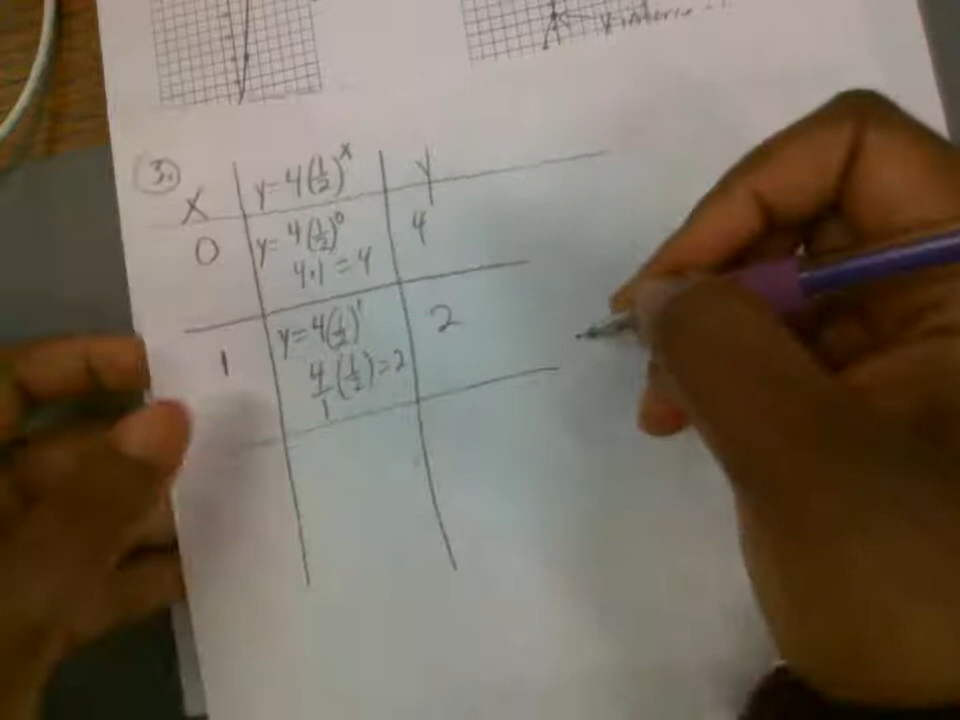 y-interc
3.
X y=4(1/2)^x y
0 y=4(1/2)^0 4
4·1=4
1 y=4(1/2)^1 2
4/1(1/2)=2